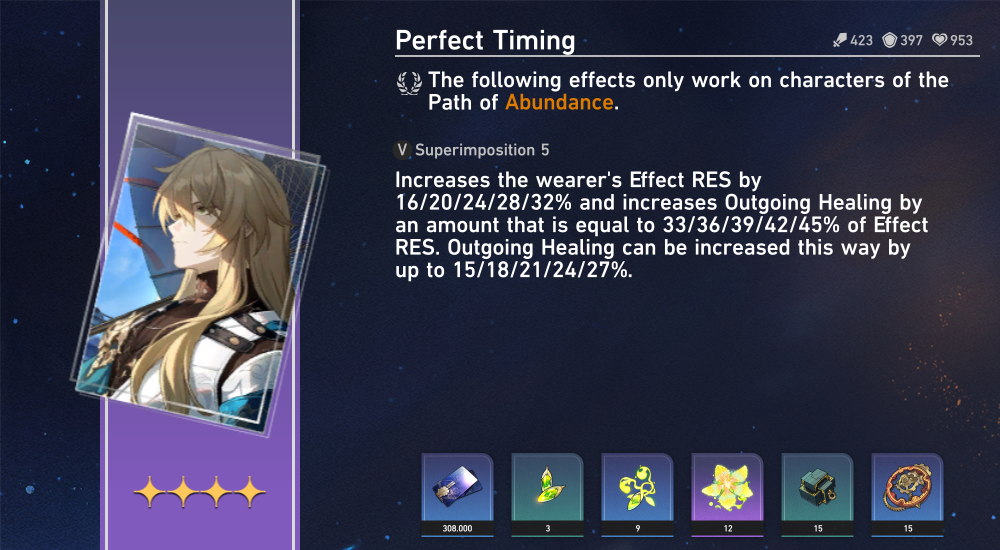 Perfect Timing
423 397 953
The following effects only work on characters of the
Path of Abundance.
V Superimposition 5
Increases the wearer's Effect RES by
16/20/24/28/32% and increases Outgoing Healing by
an amount that is equal to 33/36/39/42/45% of Effect
RES. Outgoing Healing can be increased this way by
up to 15/18/21/24/27%.
308.000 3 9 12 15 15